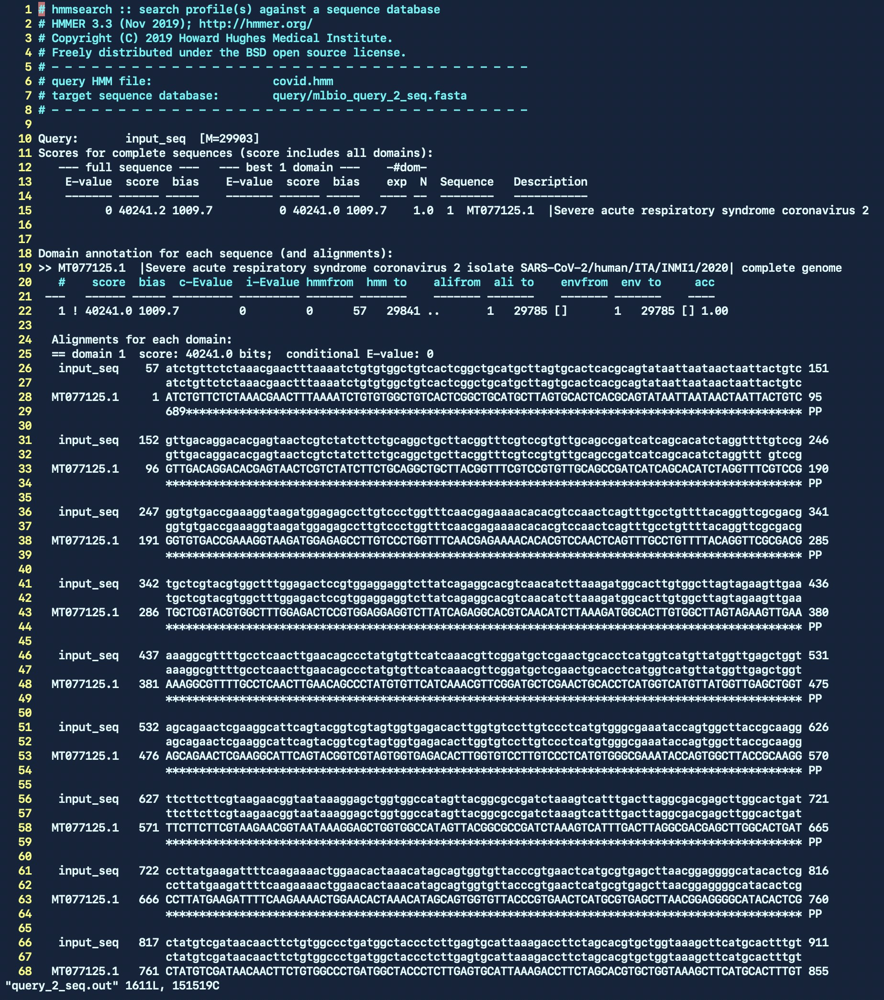 1 # hmmsearch :: search profile(s) against a sequence database
2 # HMMER 3.3 (Nov 2019); http://hmmer.org/
3 # Copyright (C) 2019 Howard Hughes Medical Institute.
4 # Freely distributed under the BSD open source license.
5 # - - - - - - - - - - - - - - - - - - - - - - - - - - - - - - - - - - - -
6 # query HMM file:                  covid.hmm
7 # target sequence database:        query/mlbio_query_2_seq.fasta
8 # - - - - - - - - - - - - - - - - - - - - - - - - - - - - - - - - - - - -
9
10 Query:       input_seq  [M=29903]
11 Scores for complete sequences (score includes all domains):
12    --- full sequence ---   --- best 1 domain ---    -#dom-
13     E-value  score  bias    E-value  score  bias    exp  N  Sequence   Description
14     ------- ------ -----    ------- ------ -----   ---- --  --------   -----------
15           0 40241.2 1009.7          0 40241.0 1009.7    1.0  1  MT077125.1  |Severe acute respiratory syndrome coronavirus 2
16
17
18 Domain annotation for each sequence (and alignments):
19 >> MT077125.1  |Severe acute respiratory syndrome coronavirus 2 isolate SARS-CoV-2/human/ITA/INMI1/2020| complete genome
20    #    score  bias  c-Evalue  i-Evalue hmmfrom  hmm to    alifrom  ali to    envfrom  env to     acc
21  ---   ------ ----- --------- --------- ------- -------    ------- -------    ------- -------    ----
22    1 ! 40241.0 1009.7         0         0      57   29841 ..       1   29785 []       1   29785 [] 1.00
23
24   Alignments for each domain:
25   == domain 1  score: 40241.0 bits;  conditional E-value: 0
26    input_seq    57 atctgttctctaaacgaactttaaaatctgtgtggctgtcactcggctgcatgcttagtgcactcacgcagtataattaataactaattactgtc 151
27                    atctgttctctaaacgaactttaaaatctgtgtggctgtcactcggctgcatgcttagtgcactcacgcagtataattaataactaattactgtc
28   MT077125.1     1 ATCTGTTCTCTAAACGAACTTTAAAATCTGTGTGGCTGTCACTCGGCTGCATGCTTAGTGCACTCACGCAGTATAATTAATAACTAATTACTGTC 95
29                    689******************************************************************************************** PP
30
31    input_seq   152 gttgacaggacacgagtaactcgtctatcttctgcaggctgcttacggtttcgtccgtgttgcagccgatcatcagcacatctaggttttgtccg 246
32                    gttgacaggacacgagtaactcgtctatcttctgcaggctgcttacggtttcgtccgtgttgcagccgatcatcagcacatctaggttt gtccg
33   MT077125.1    96 GTTGACAGGACACGAGTAACTCGTCTATCTTCTGCAGGCTGCTTACGGTTTCGTCCGTGTTGCAGCCGATCATCAGCACATCTAGGTTTCGTCCG 190
34                    *********************************************************************************************** PP
35
36    input_seq   247 ggtgtgaccgaaaggtaagatggagagccttgtccctggtttcaacgagaaaacacacgtccaactcagtttgcctgttttacaggttcgcgacg 341
37                    ggtgtgaccgaaaggtaagatggagagccttgtccctggtttcaacgagaaaacacacgtccaactcagtttgcctgttttacaggttcgcgacg
38   MT077125.1   191 GGTGTGACCGAAAGGTAAGATGGAGAGCCTTGTCCCTGGTTTCAACGAGAAAACACACGTCCAACTCAGTTTGCCTGTTTTACAGGTTCGCGACG 285
39                    *********************************************************************************************** PP
40
41    input_seq   342 tgctcgtacgtggctttggagactccgtggaggaggtcttatcagaggcacgtcaacatcttaaagatggcacttgtggcttagtagaagttgaa 436
42                    tgctcgtacgtggctttggagactccgtggaggaggtcttatcagaggcacgtcaacatcttaaagatggcacttgtggcttagtagaagttgaa
43   MT077125.1   286 TGCTCGTACGTGGCTTTGGAGACTCCGTGGAGGAGGTCTTATCAGAGGCACGTCAACATCTTAAAGATGGCACTTGTGGCTTAGTAGAAGTTGAA 380
44                    *********************************************************************************************** PP
45
46    input_seq   437 aaaggcgttttgcctcaacttgaacagccctatgtgttcatcaaacgttcggatgctcgaactgcacctcatggtcatgttatggttgagctggt 531
47                    aaaggcgttttgcctcaacttgaacagccctatgtgttcatcaaacgttcggatgctcgaactgcacctcatggtcatgttatggttgagctggt
48   MT077125.1   381 AAAGGCGTTTTGCCTCAACTTGAACAGCCCTATGTGTTCATCAAACGTTCGGATGCTCGAACTGCACCTCATGGTCATGTTATGGTTGAGCTGGT 475
49                    *********************************************************************************************** PP
50
51    input_seq   532 agcagaactcgaaggcattcagtacggtcgtagtggtgagacacttggtgtccttgtccctcatgtgggcgaaataccagtggcttaccgcaagg 626
52                    agcagaactcgaaggcattcagtacggtcgtagtggtgagacacttggtgtccttgtccctcatgtgggcgaaataccagtggcttaccgcaagg
53   MT077125.1   476 AGCAGAACTCGAAGGCATTCAGTACGGTCGTAGTGGTGAGACACTTGGTGTCCTTGTCCCTCATGTGGGCGAAATACCAGTGGCTTACCGCAAGG 570
54                    *********************************************************************************************** PP
55
56    input_seq   627 ttcttcttcgtaagaacggtaataaaggagctggtggccatagttacggcgccgatctaaagtcatttgacttaggcgacgagcttggcactgat 721
57                    ttcttcttcgtaagaacggtaataaaggagctggtggccatagttacggcgccgatctaaagtcatttgacttaggcgacgagcttggcactgat
58   MT077125.1   571 TTCTTCTTCGTAAGAACGGTAATAAAGGAGCTGGTGGCCATAGTTACGGCGCCGATCTAAAGTCATTTGACTTAGGCGACGAGCTTGGCACTGAT 665
59                    *********************************************************************************************** PP
60
61    input_seq   722 ccttatgaagattttcaagaaaactggaacactaaacatagcagtggtgttacccgtgaactcatgcgtgagcttaacggaggggcatacactcg 816
62                    ccttatgaagattttcaagaaaactggaacactaaacatagcagtggtgttacccgtgaactcatgcgtgagcttaacggaggggcatacactcg
63   MT077125.1   666 CCTTATGAAGATTTTCAAGAAAACTGGAACACTAAACATAGCAGTGGTGTTACCCGTGAACTCATGCGTGAGCTTAACGGAGGGGCATACACTCG 760
64                    *********************************************************************************************** PP
65
66    input_seq   817 ctatgtcgataacaacttctgtggccctgatggctaccctcttgagtgcattaaagaccttctagcacgtgctggtaaagcttcatgcactttgt 911
67                    ctatgtcgataacaacttctgtggccctgatggctaccctcttgagtgcattaaagaccttctagcacgtgctggtaaagcttcatgcactttgt
68   MT077125.1   761 CTATGTCGATAACAACTTCTGTGGCCCTGATGGCTACCCTCTTGAGTGCATTAAAGACCTTCTAGCACGTGCTGGTAAAGCTTCATGCACTTTGT 855
"query_2_seq.out" 1611L, 151519C